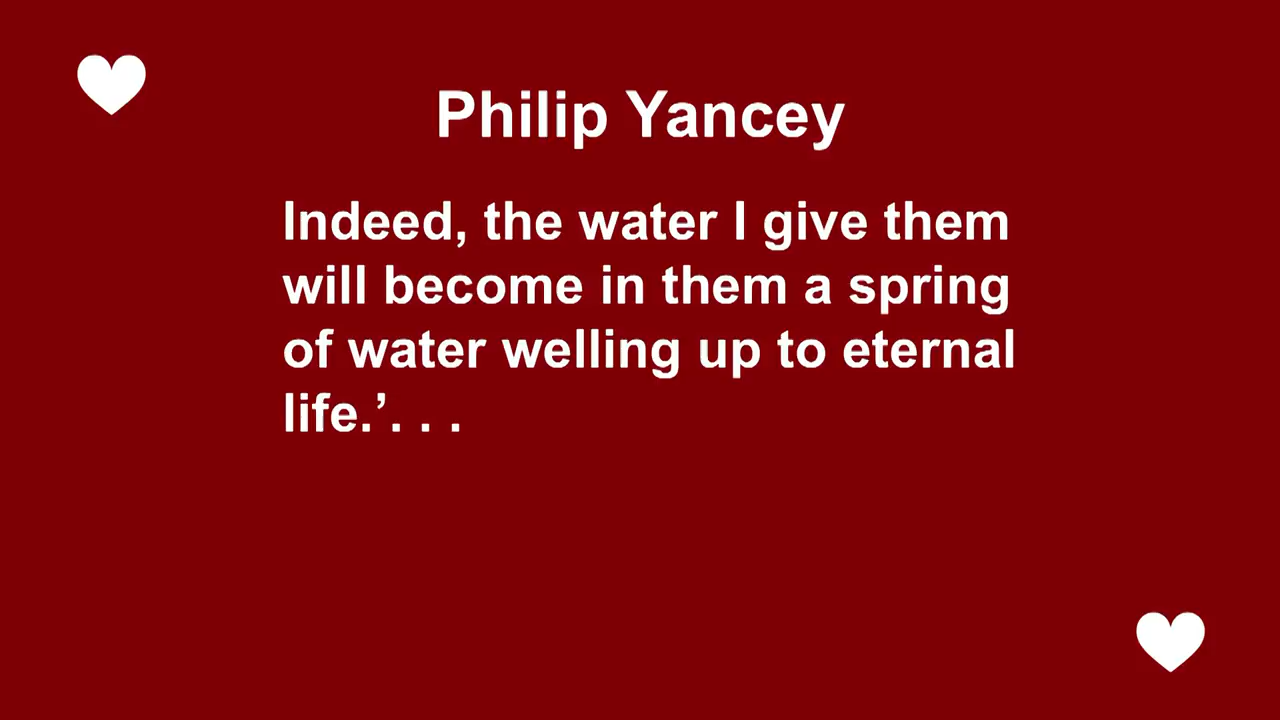 Philip Yancey
Indeed, the water I give them
will become in them a spring
of water welling up to eternal
life.’. . .